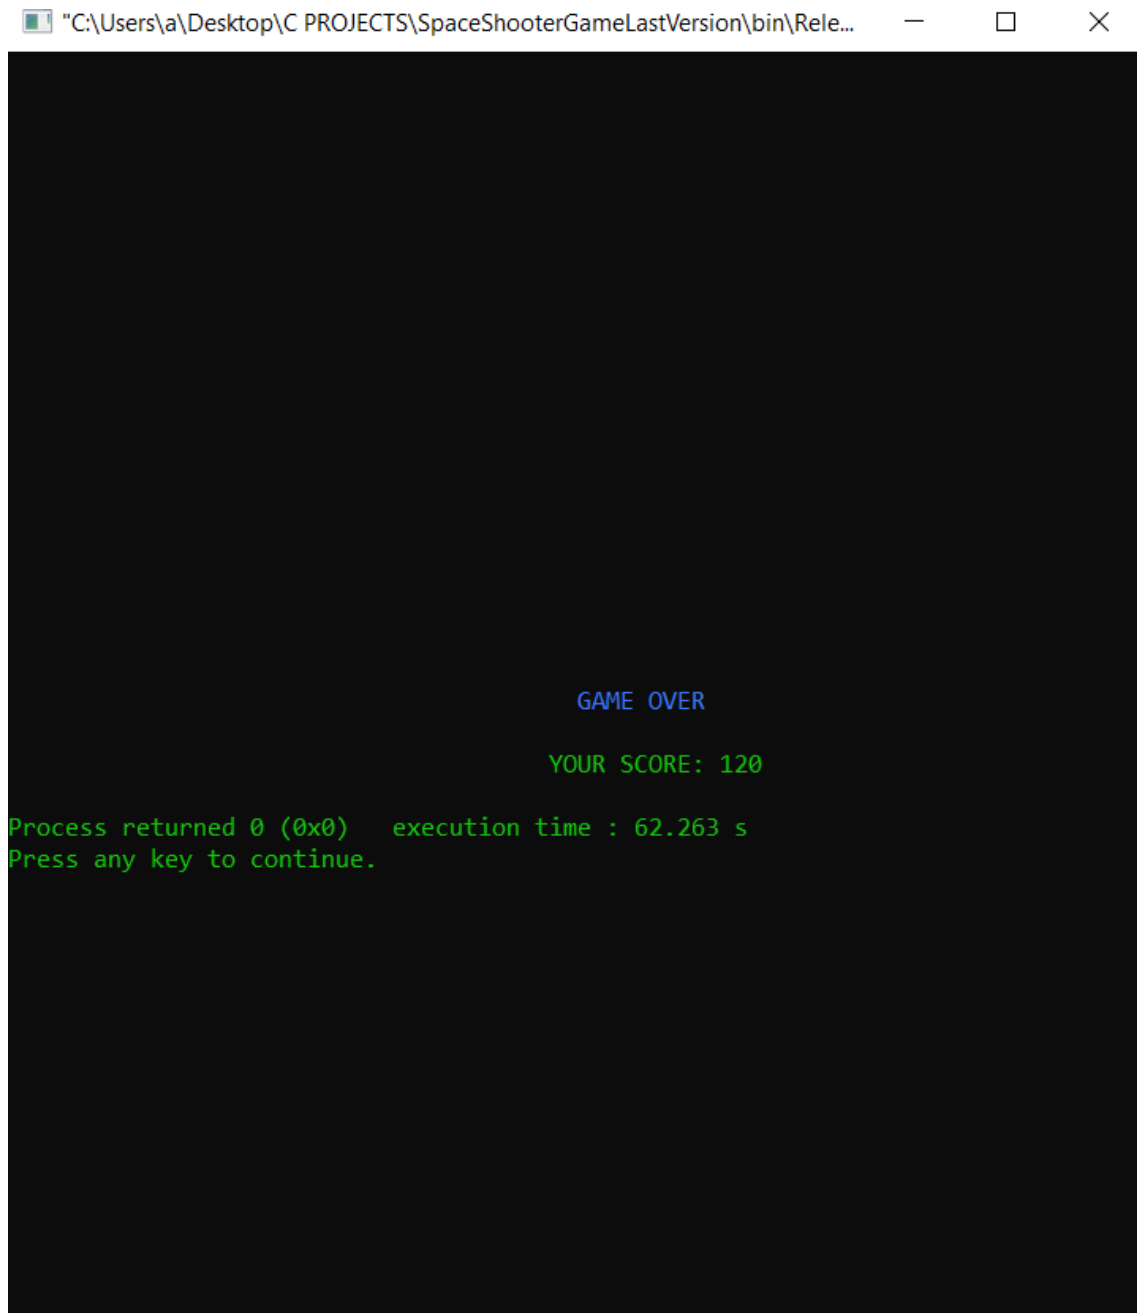 "C:\Users\a\Desktop\C PROJECTS\SpaceShooterGameLastVersion\bin\Rele...
GAME OVER
YOUR SCORE: 120
Process returned 0 (0x0)   execution time : 62.263 s
Press any key to continue.